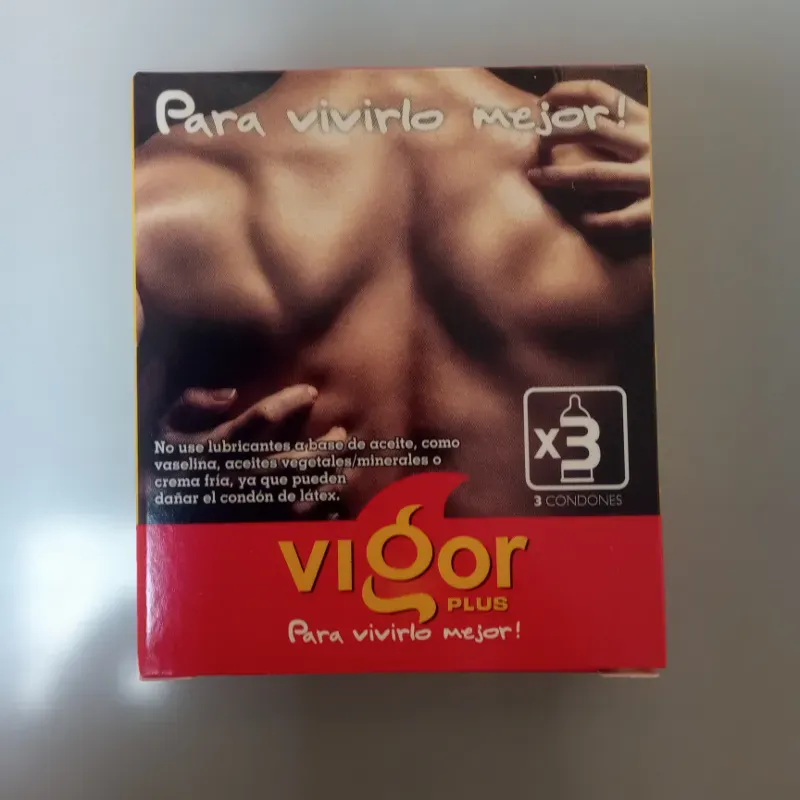 Para vivirlo mejor!
No use lubricantes a base de aceite, como
vaselina, aceites vegetales/minerales o
crema fría, ya que pueden
dañar el condón de látex.
x3
3 CONDONES
vigor
PLUS
Para vivirlo mejor!